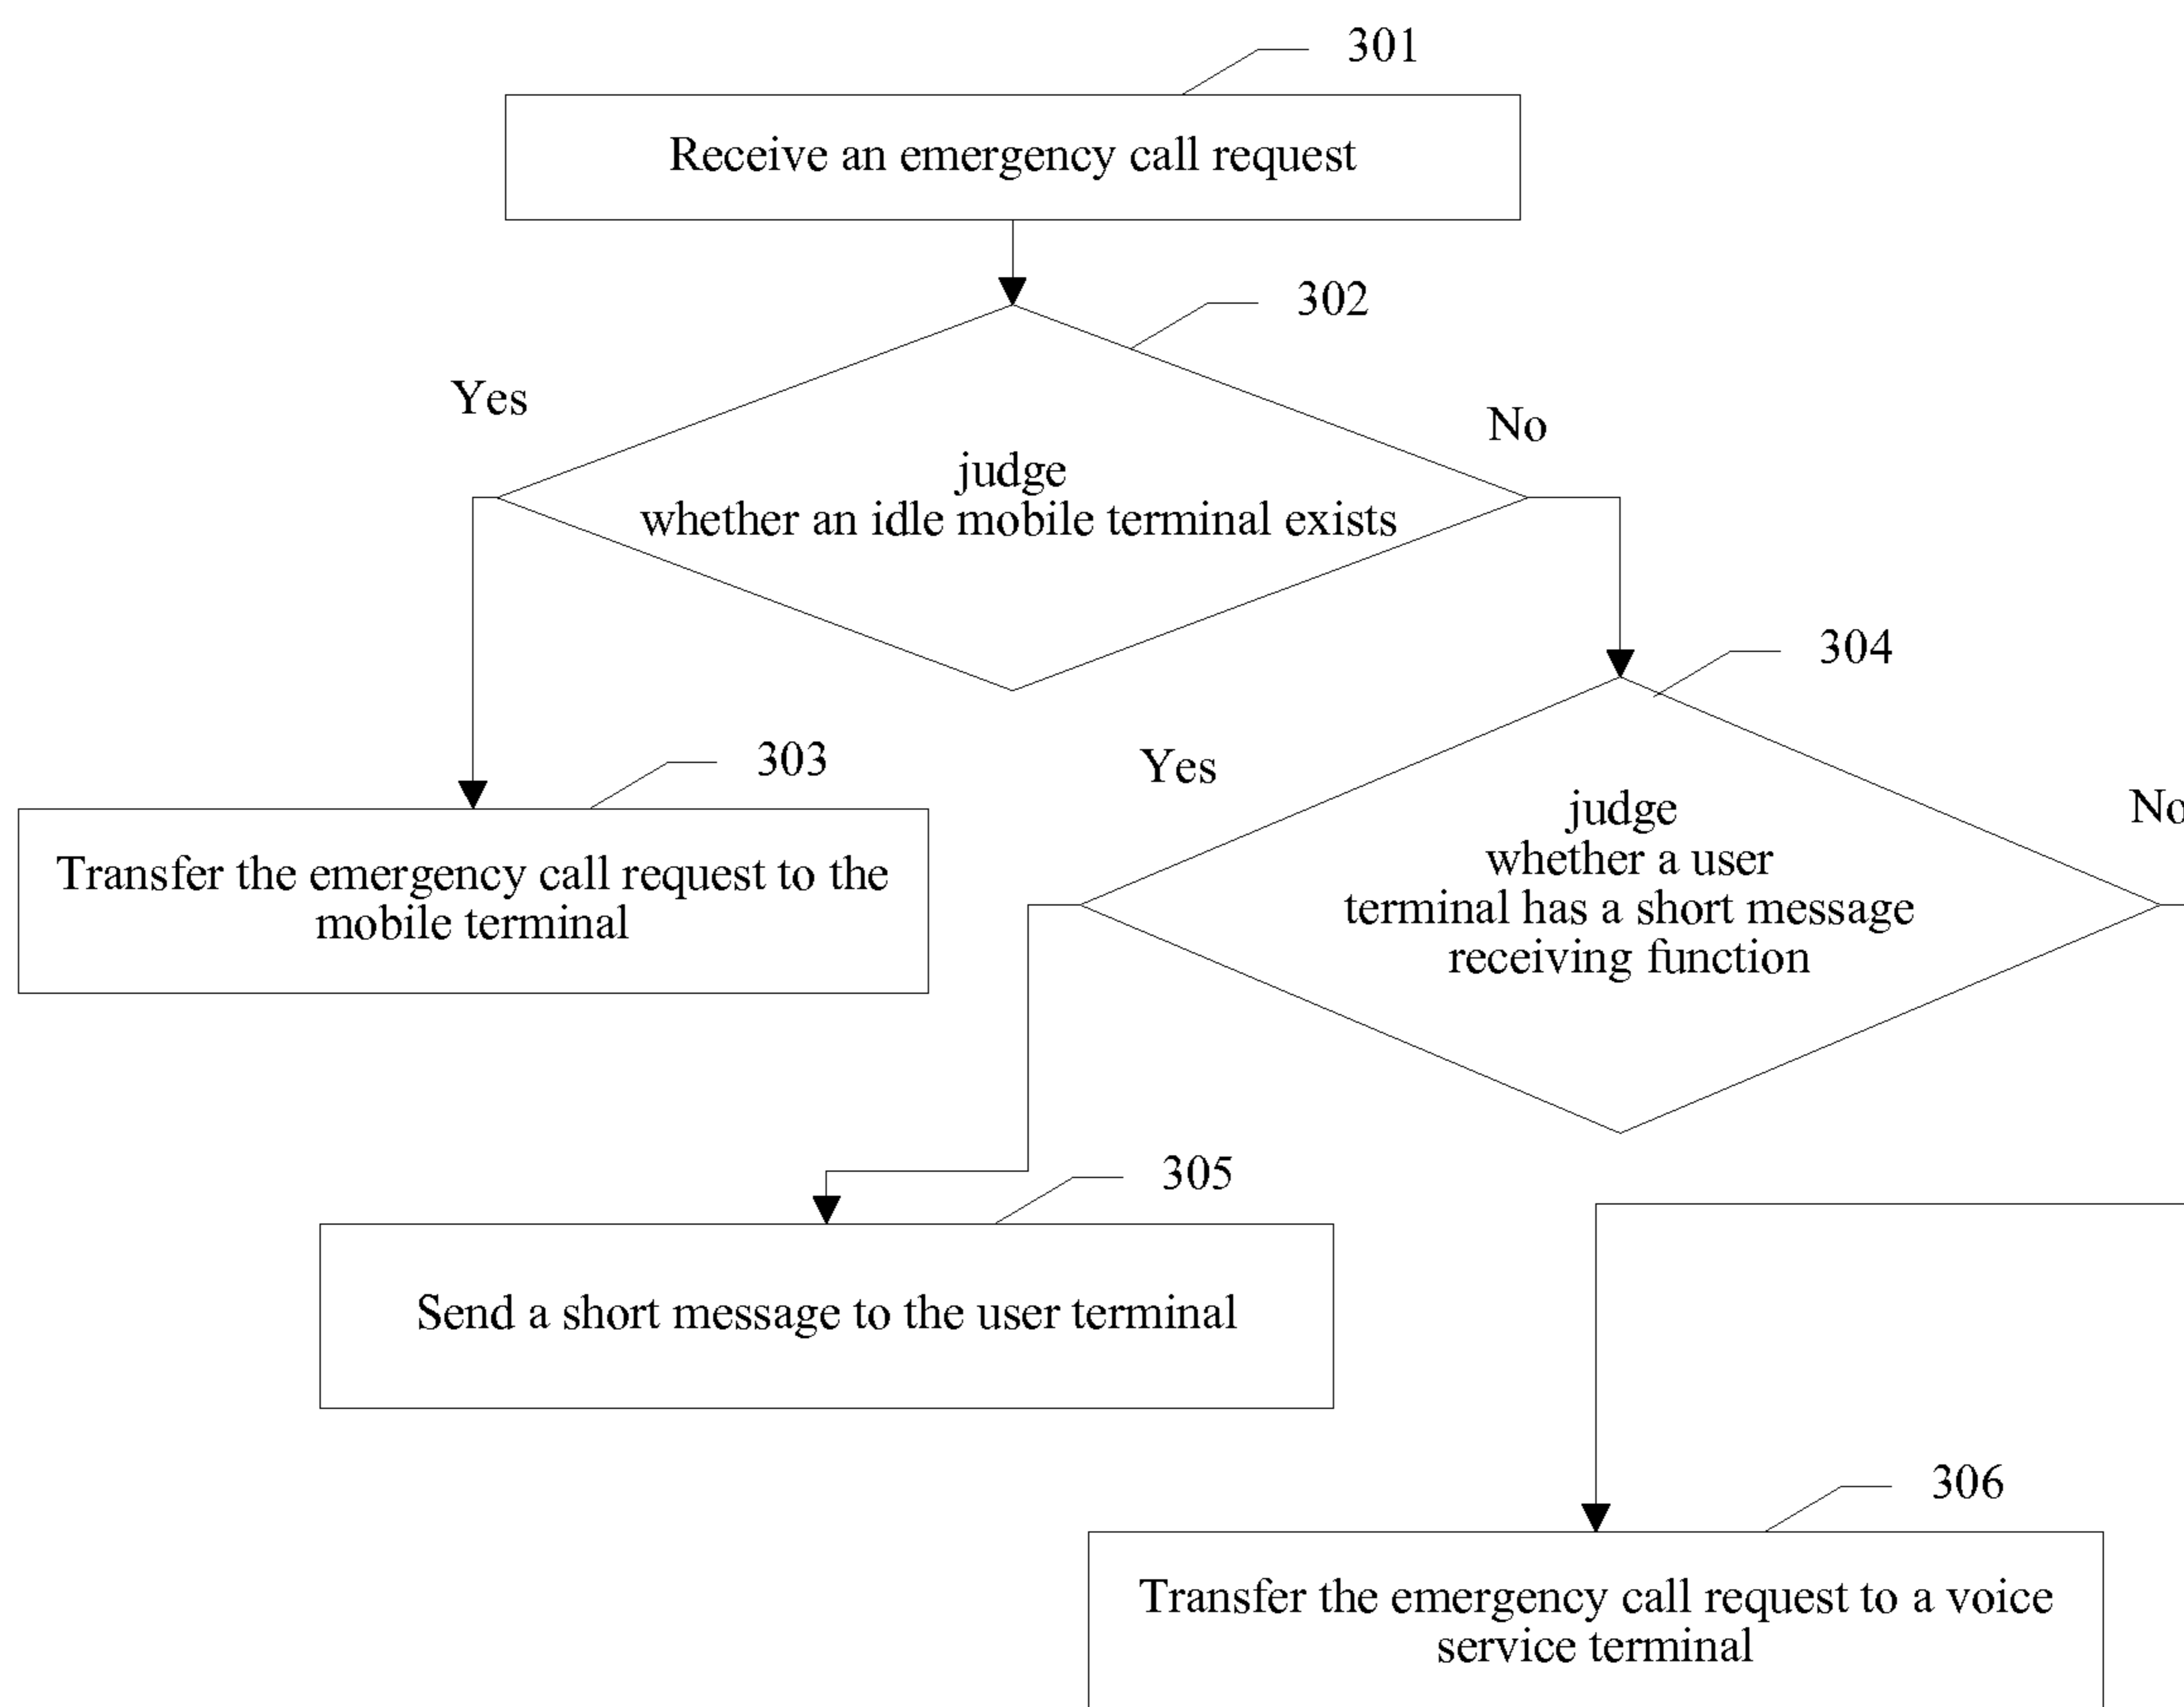 301
Receive an emergency call request
302
Yes
No
judge
whether an idle mobile terminal exists
304
303
Yes
No
judge
whether a user
terminal has a short message
receiving function
Transfer the emergency call request to the
mobile terminal
305
Send a short message to the user terminal
306
Transfer the emergency call request to a voice
service terminal